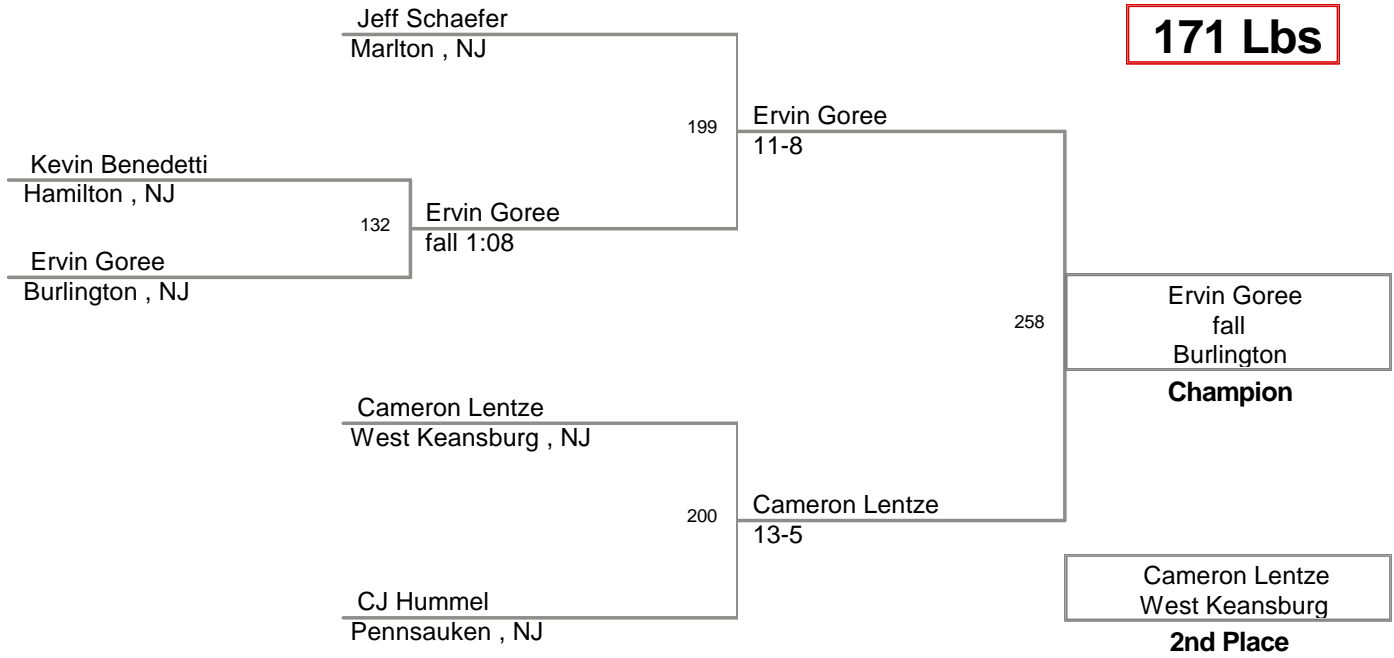 Jeff Schaefer
Marlton , NJ
171 Lbs
199
Ervin Goree
11-8
Kevin Benedetti
Hamilton , NJ
132
Ervin Goree
fall 1:08
Ervin Goree
Burlington , NJ
258
Ervin Goree
fall
Burlington
Champion
Cameron Lentze
West Keansburg , NJ
200
Cameron Lentze
13-5
CJ Hummel
Pennsauken , NJ
Cameron Lentze
West Keansburg
2nd Place